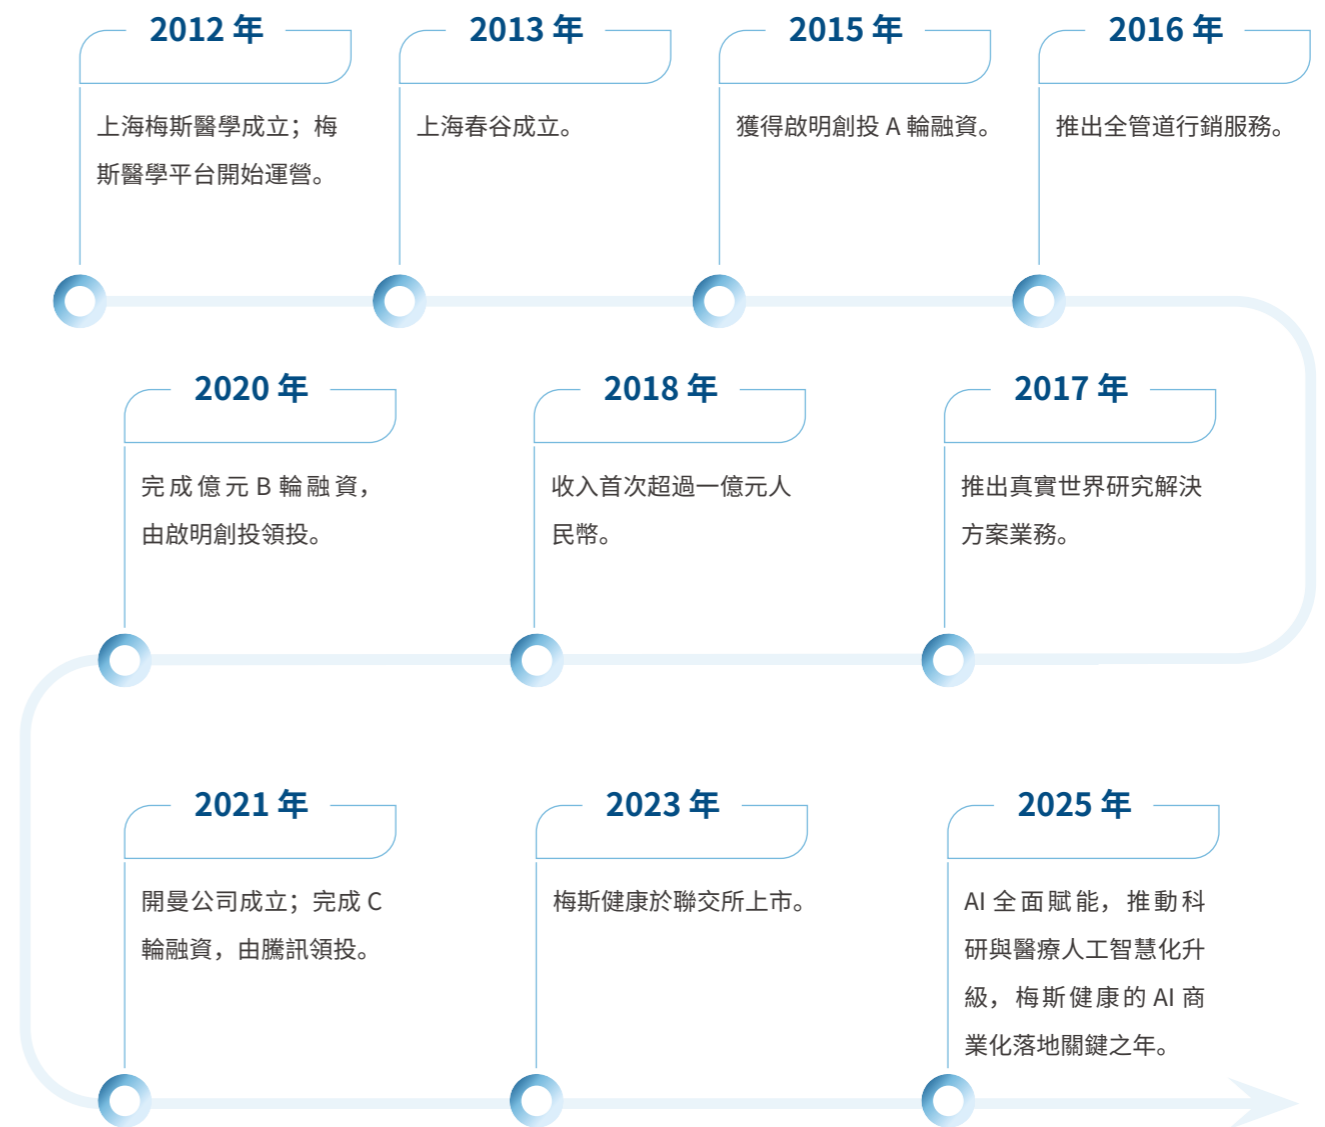 2012 年
上海梅斯醫學成立；梅
斯醫學平台開始運營。
2013 年
上海春谷成立。
2015 年
獲得啟明創投 A 輪融資。
2016 年
推出全管道行銷服務。
2017 年
推出真實世界研究解決
方案業務。
2018 年
收入首次超過一億元人
民幣。
2020 年
完成億元 B 輪融資，
由啟明創投領投。
2021 年
開曼公司成立；完成 C
輪融資，由騰訊領投。
2023 年
梅斯健康於聯交所上市。
2025 年
AI 全面賦能，推動科
研與醫療人工智慧化升
級，梅斯健康的 AI 商
業化落地關鍵之年。